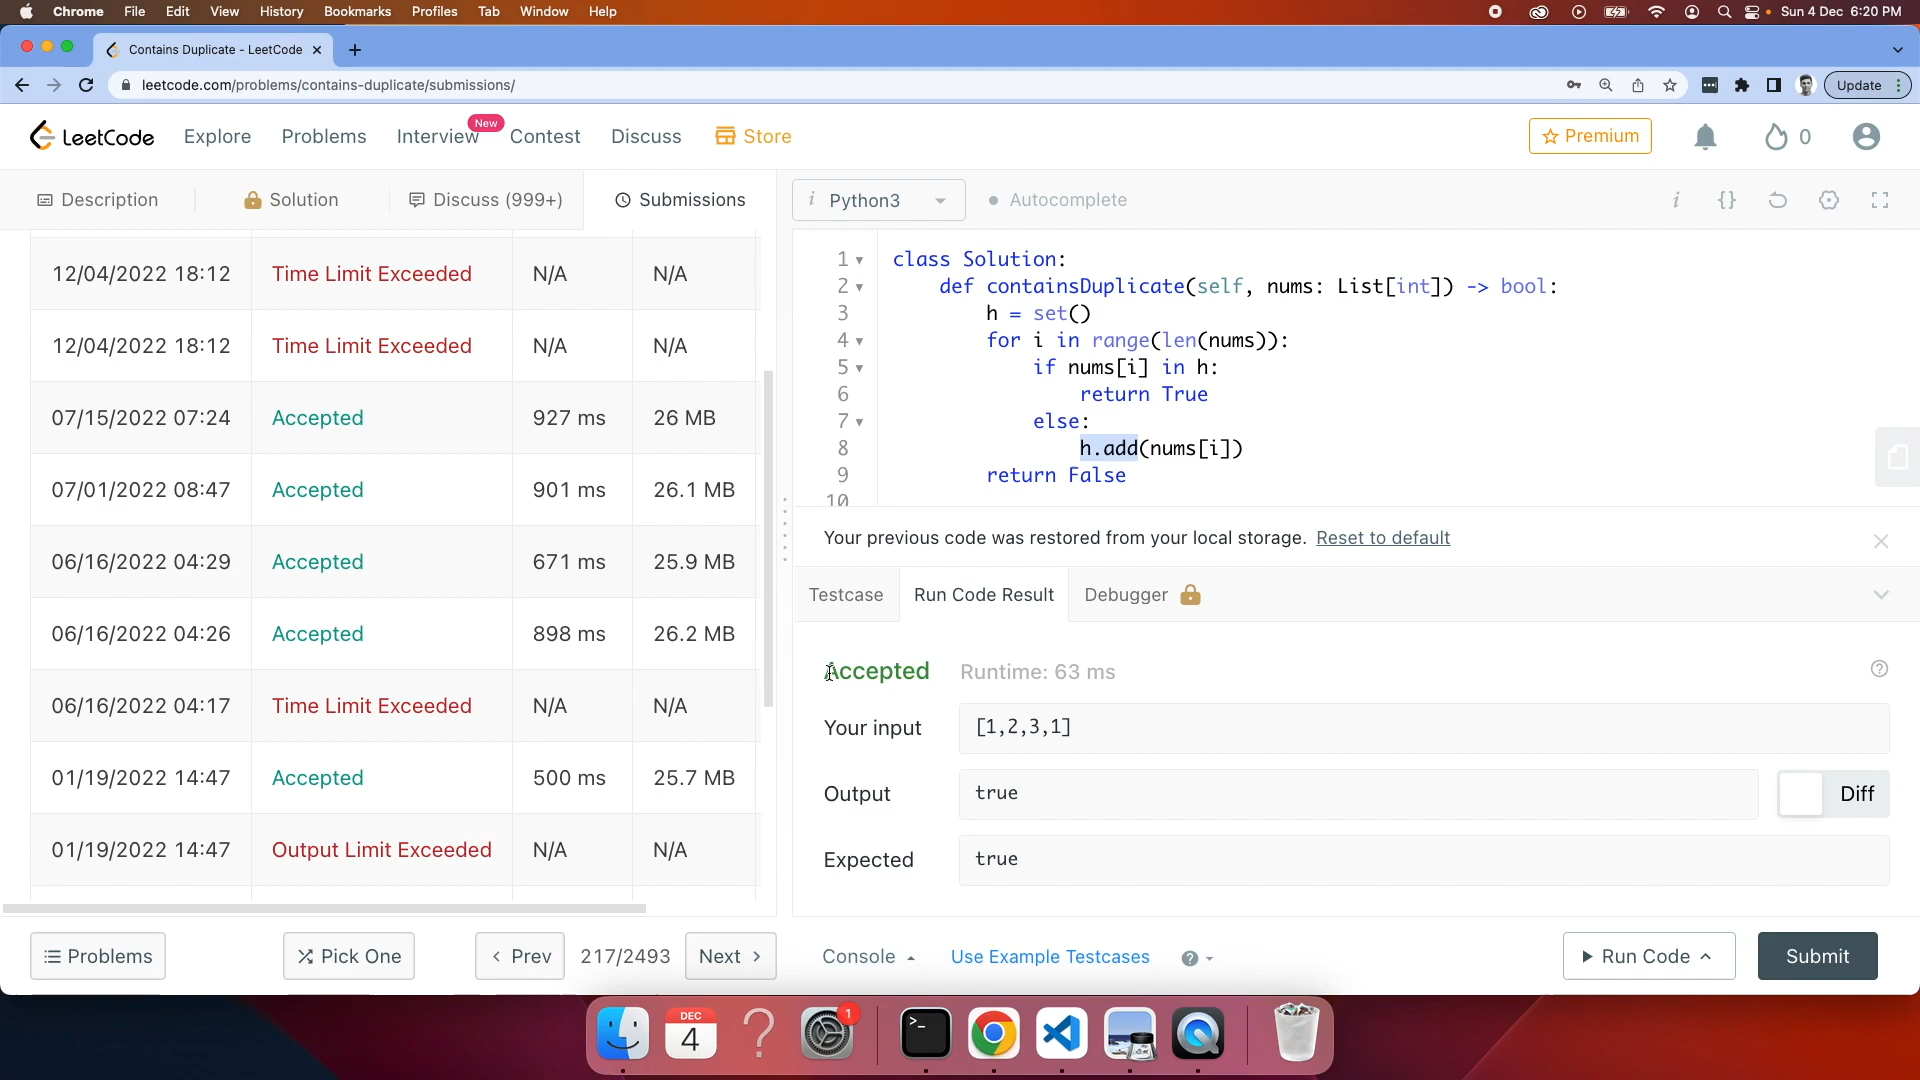 Chrome File Edit View History Bookmarks Profiles Tab Window Help Sun 4 Dec 6:20 PM
Contains Duplicate - LeetCode
leetcode.com/problems/contains-duplicate/submissions/ Update
LeetCode Explore Problems Interview New Contest Discuss Store Premium 0
Description Solution Discuss (999+) Submissions
12/04/2022 18:12 Time Limit Exceeded N/A N/A
12/04/2022 18:12 Time Limit Exceeded N/A N/A
07/15/2022 07:24 Accepted 927 ms 26 MB
07/01/2022 08:47 Accepted 901 ms 26.1 MB
06/16/2022 04:29 Accepted 671 ms 25.9 MB
06/16/2022 04:26 Accepted 898 ms 26.2 MB
06/16/2022 04:17 Time Limit Exceeded N/A N/A
01/19/2022 14:47 Accepted 500 ms 25.7 MB
01/19/2022 14:47 Output Limit Exceeded N/A N/A
Problems Pick One Prev 217/2493 Next
i Python3 Autocomplete i {}
1 class Solution:
2 def containsDuplicate(self, nums: List[int]) -> bool:
3 h = set()
4 for i in range(len(nums)):
5 if nums[i] in h:
6 return True
7 else:
8 h.add(nums[i])
9 return False
10
Your previous code was restored from your local storage. Reset to default
Testcase Run Code Result Debugger
Accepted Runtime: 63 ms
Your input [1,2,3,1]
Output true Diff
Expected true
Console Use Example Testcases Run Code Submit
DEC
4
1